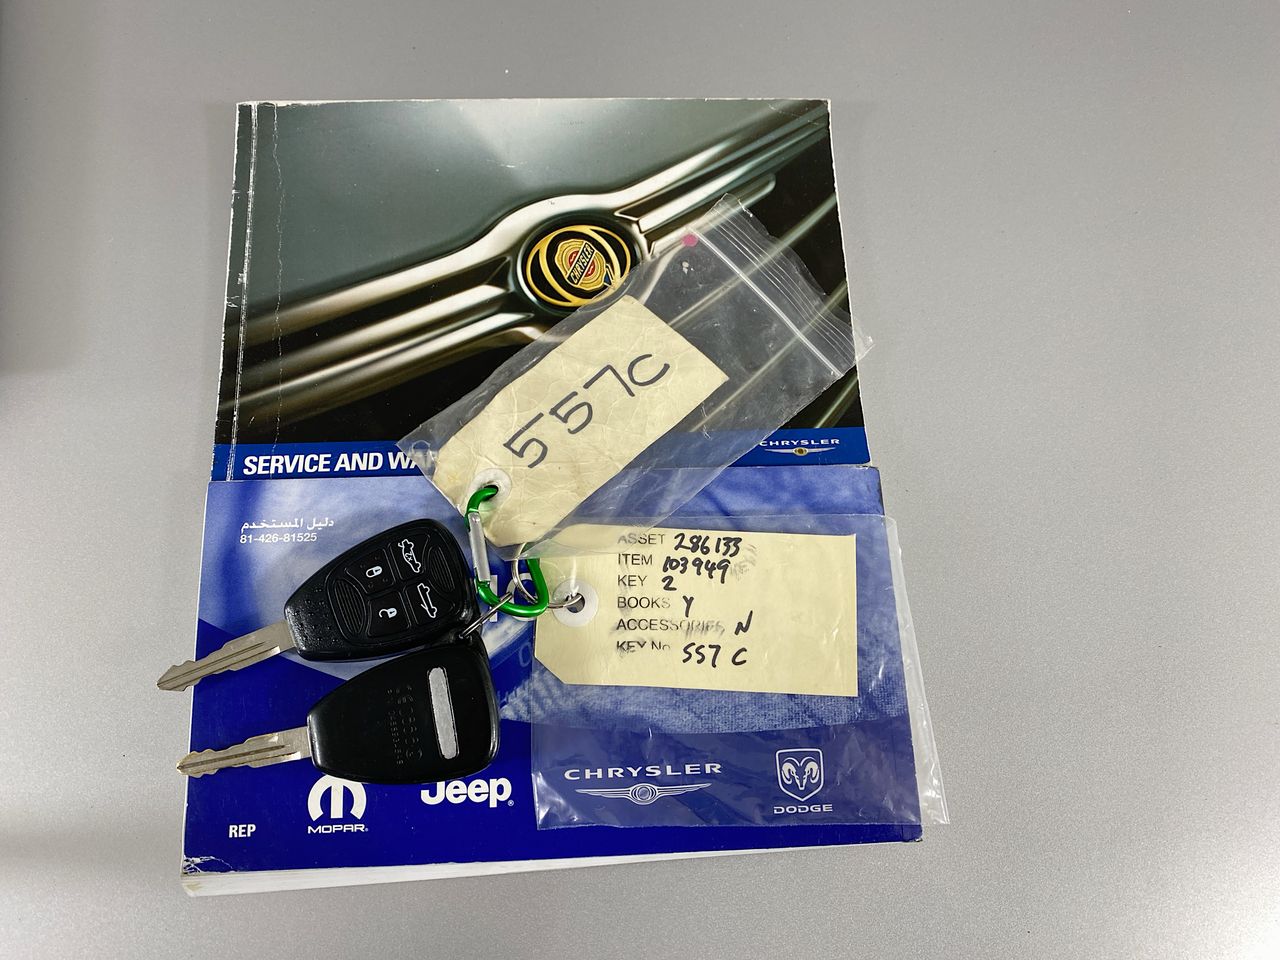 CHRYSLER
557C
CHRYSLER
SERVICE AND WA
دليل المستخدم
81-426-81525
ASSET 286133
ITEM 103949
KEY 2
BOOKS Y
ACCESSORIES N
KEY No 557 C
CHRYSLER
DODGE
Jeep
MOPAR
REP